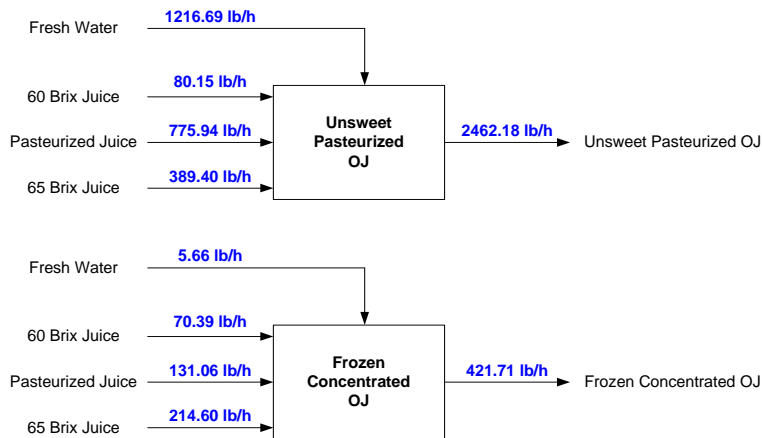 1216.69 lb/h
Fresh Water
80.15 lb/h
60 Brix Juice
Unsweet
Pasteurized
OJ
775.94 lb/h
Pasteurized Juice
2462.18 lb/h
Unsweet Pasteurized OJ
389.40 lb/h
65 Brix Juice
5.66 lb/h
Fresh Water
70.39 lb/h
60 Brix Juice
Frozen
Concentrated
OJ
131.06 lb/h
Pasteurized Juice
421.71 lb/h
Frozen Concentrated OJ
214.60 lb/h
65 Brix Juice